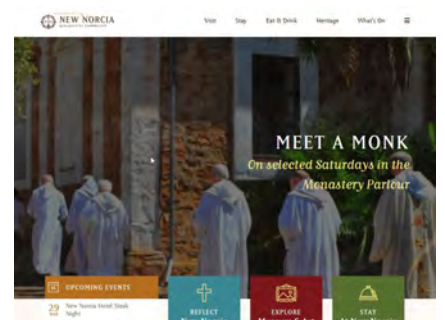 NEW NORCIA
Visit
Stay
Eat & Drink
Heritage
What's On
MEET A MONK
On selected Saturdays in the
Monastery Parlour
UPCOMING EVENTS
29
New Norcia Hotel Steak
Night
REFLECT
EXPLORE
STAY